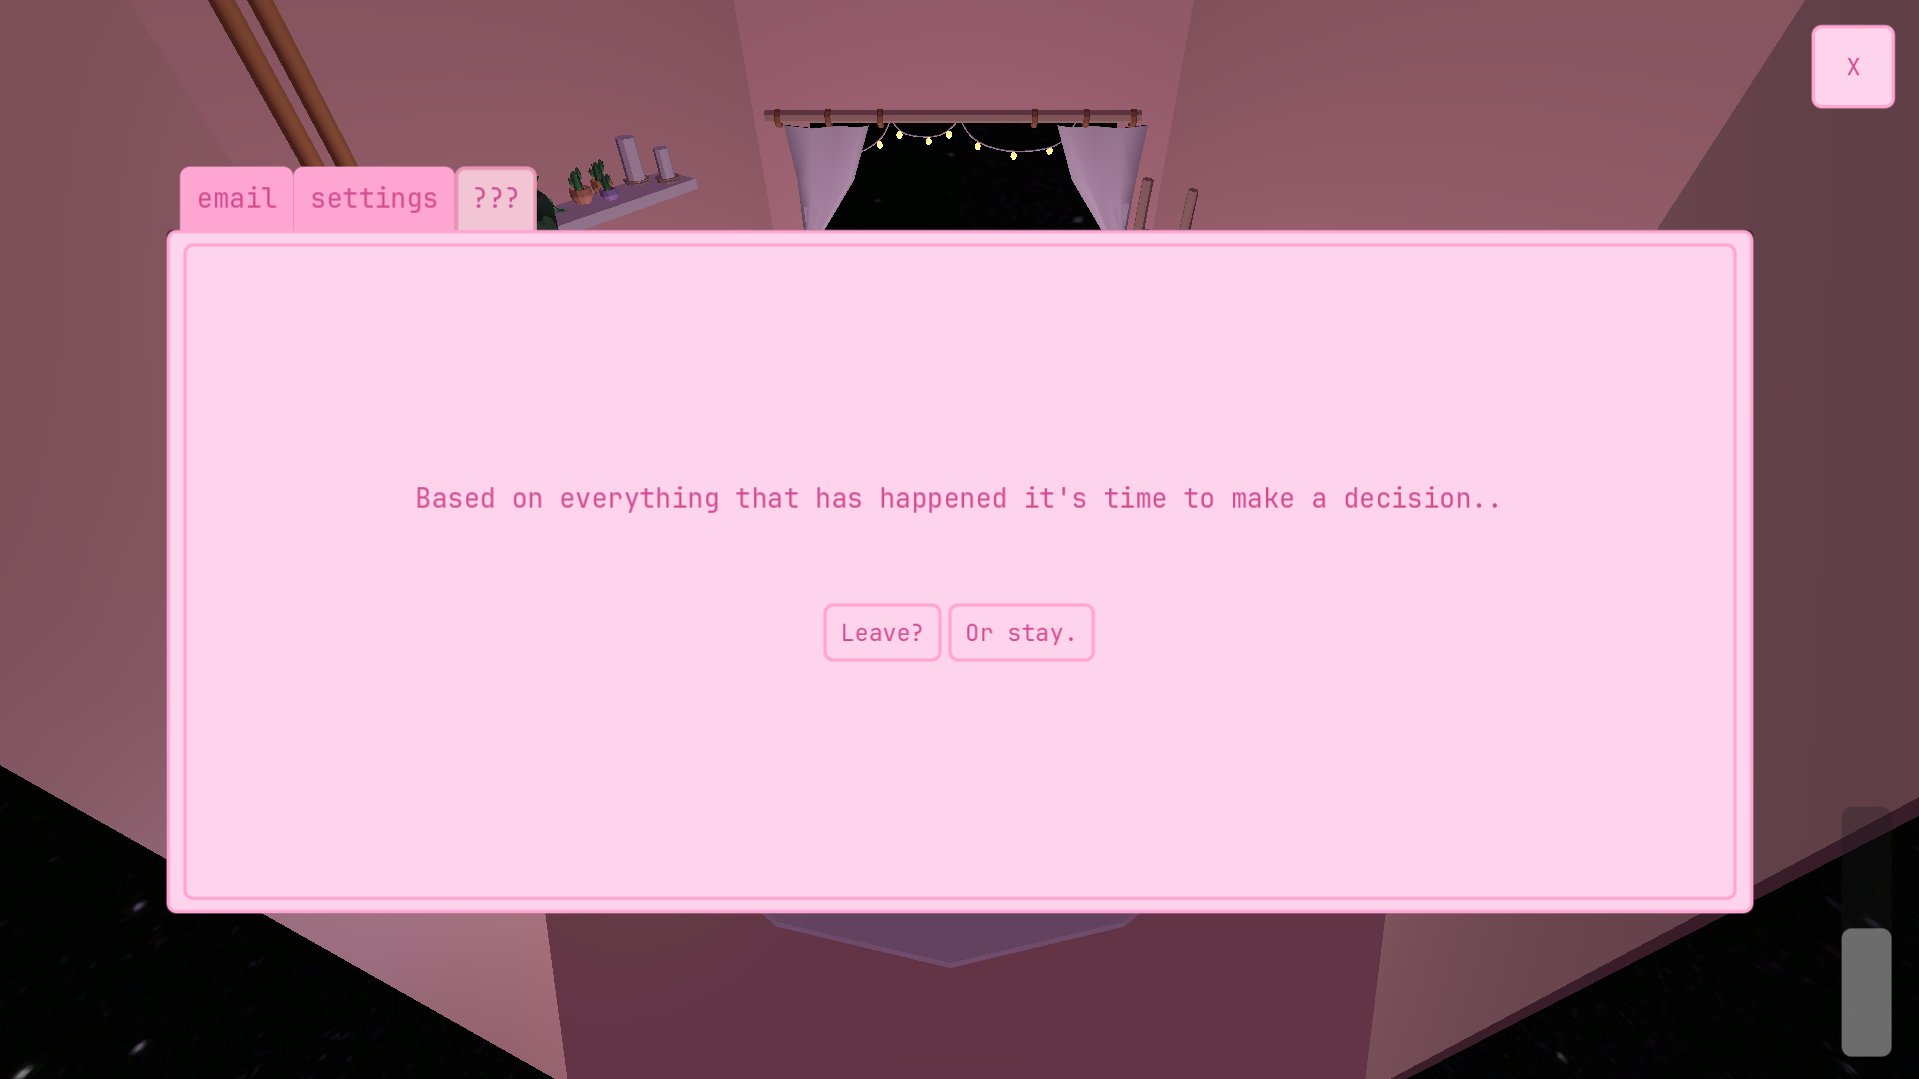 X
email settings ???
Based on everything that has happened it's time to make a decision..
Leave? Or stay.